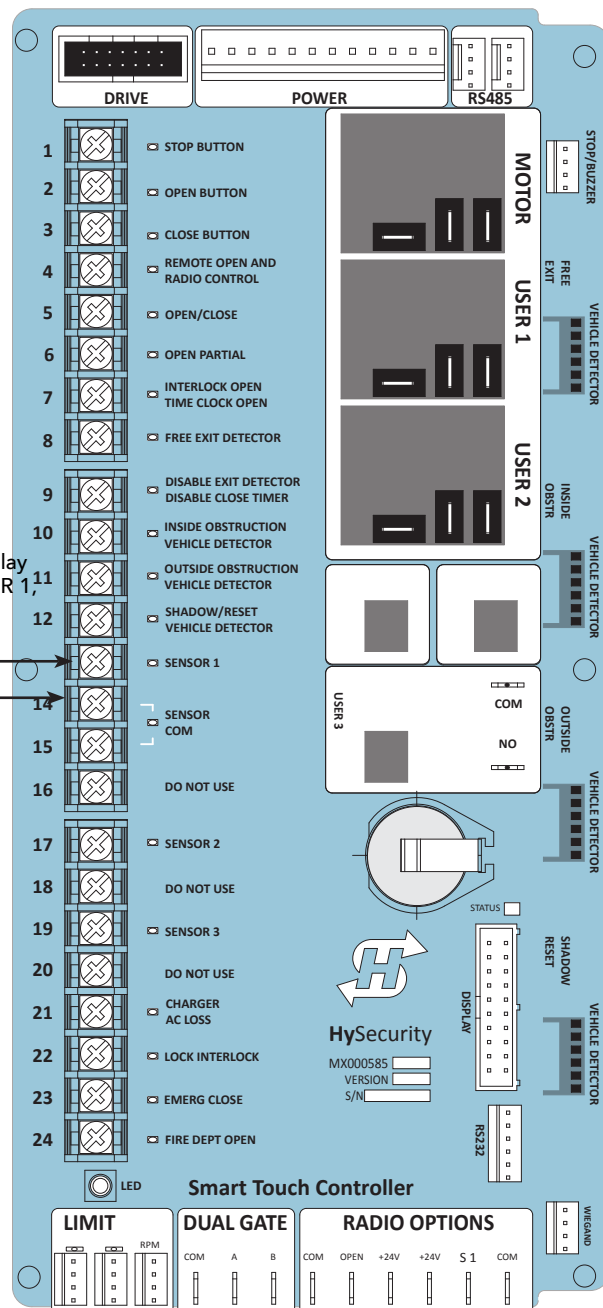 DRIVE
POWER
RS485
1 STOP BUTTON
2 OPEN BUTTON
3 CLOSE BUTTON
4 REMOTE OPEN AND
RADIO CONTROL
5 OPEN/CLOSE
6 OPEN PARTIAL
7 INTERLOCK OPEN
TIME CLOCK OPEN
8 FREE EXIT DETECTOR
9 DISABLE EXIT DETECTOR
DISABLE CLOSE TIMER
10 INSIDE OBSTRUCTION
VEHICLE DETECTOR
lay
R 1,
11 OUTSIDE OBSTRUCTION
VEHICLE DETECTOR
12 SHADOW/RESET
VEHICLE DETECTOR
SENSOR 1
14
SENSOR
COM
15
16 DO NOT USE
17 SENSOR 2
18 DO NOT USE
19 SENSOR 3
20 DO NOT USE
21 CHARGER
AC LOSS
22 LOCK INTERLOCK
23 EMERG CLOSE
24 FIRE DEPT OPEN
LED
MOTOR
USER 1
USER 2
USER 3
COM
NO
STOP/BUZZER
FREE
EXIT
VEHICLE DETECTOR
INSIDE
OBSTR
VEHICLE DETECTOR
OUTSIDE
OBSTR
VEHICLE DETECTOR
SHADOW
RESET
VEHICLE DETECTOR
STATUS
DISPLAY
HySecurity
MX000585
VERSION
S/N
RS232
WIEGAND
Smart Touch Controller
LIMIT
RPM
DUAL GATE
COM A B
RADIO OPTIONS
COM OPEN +24V +24V S 1 COM